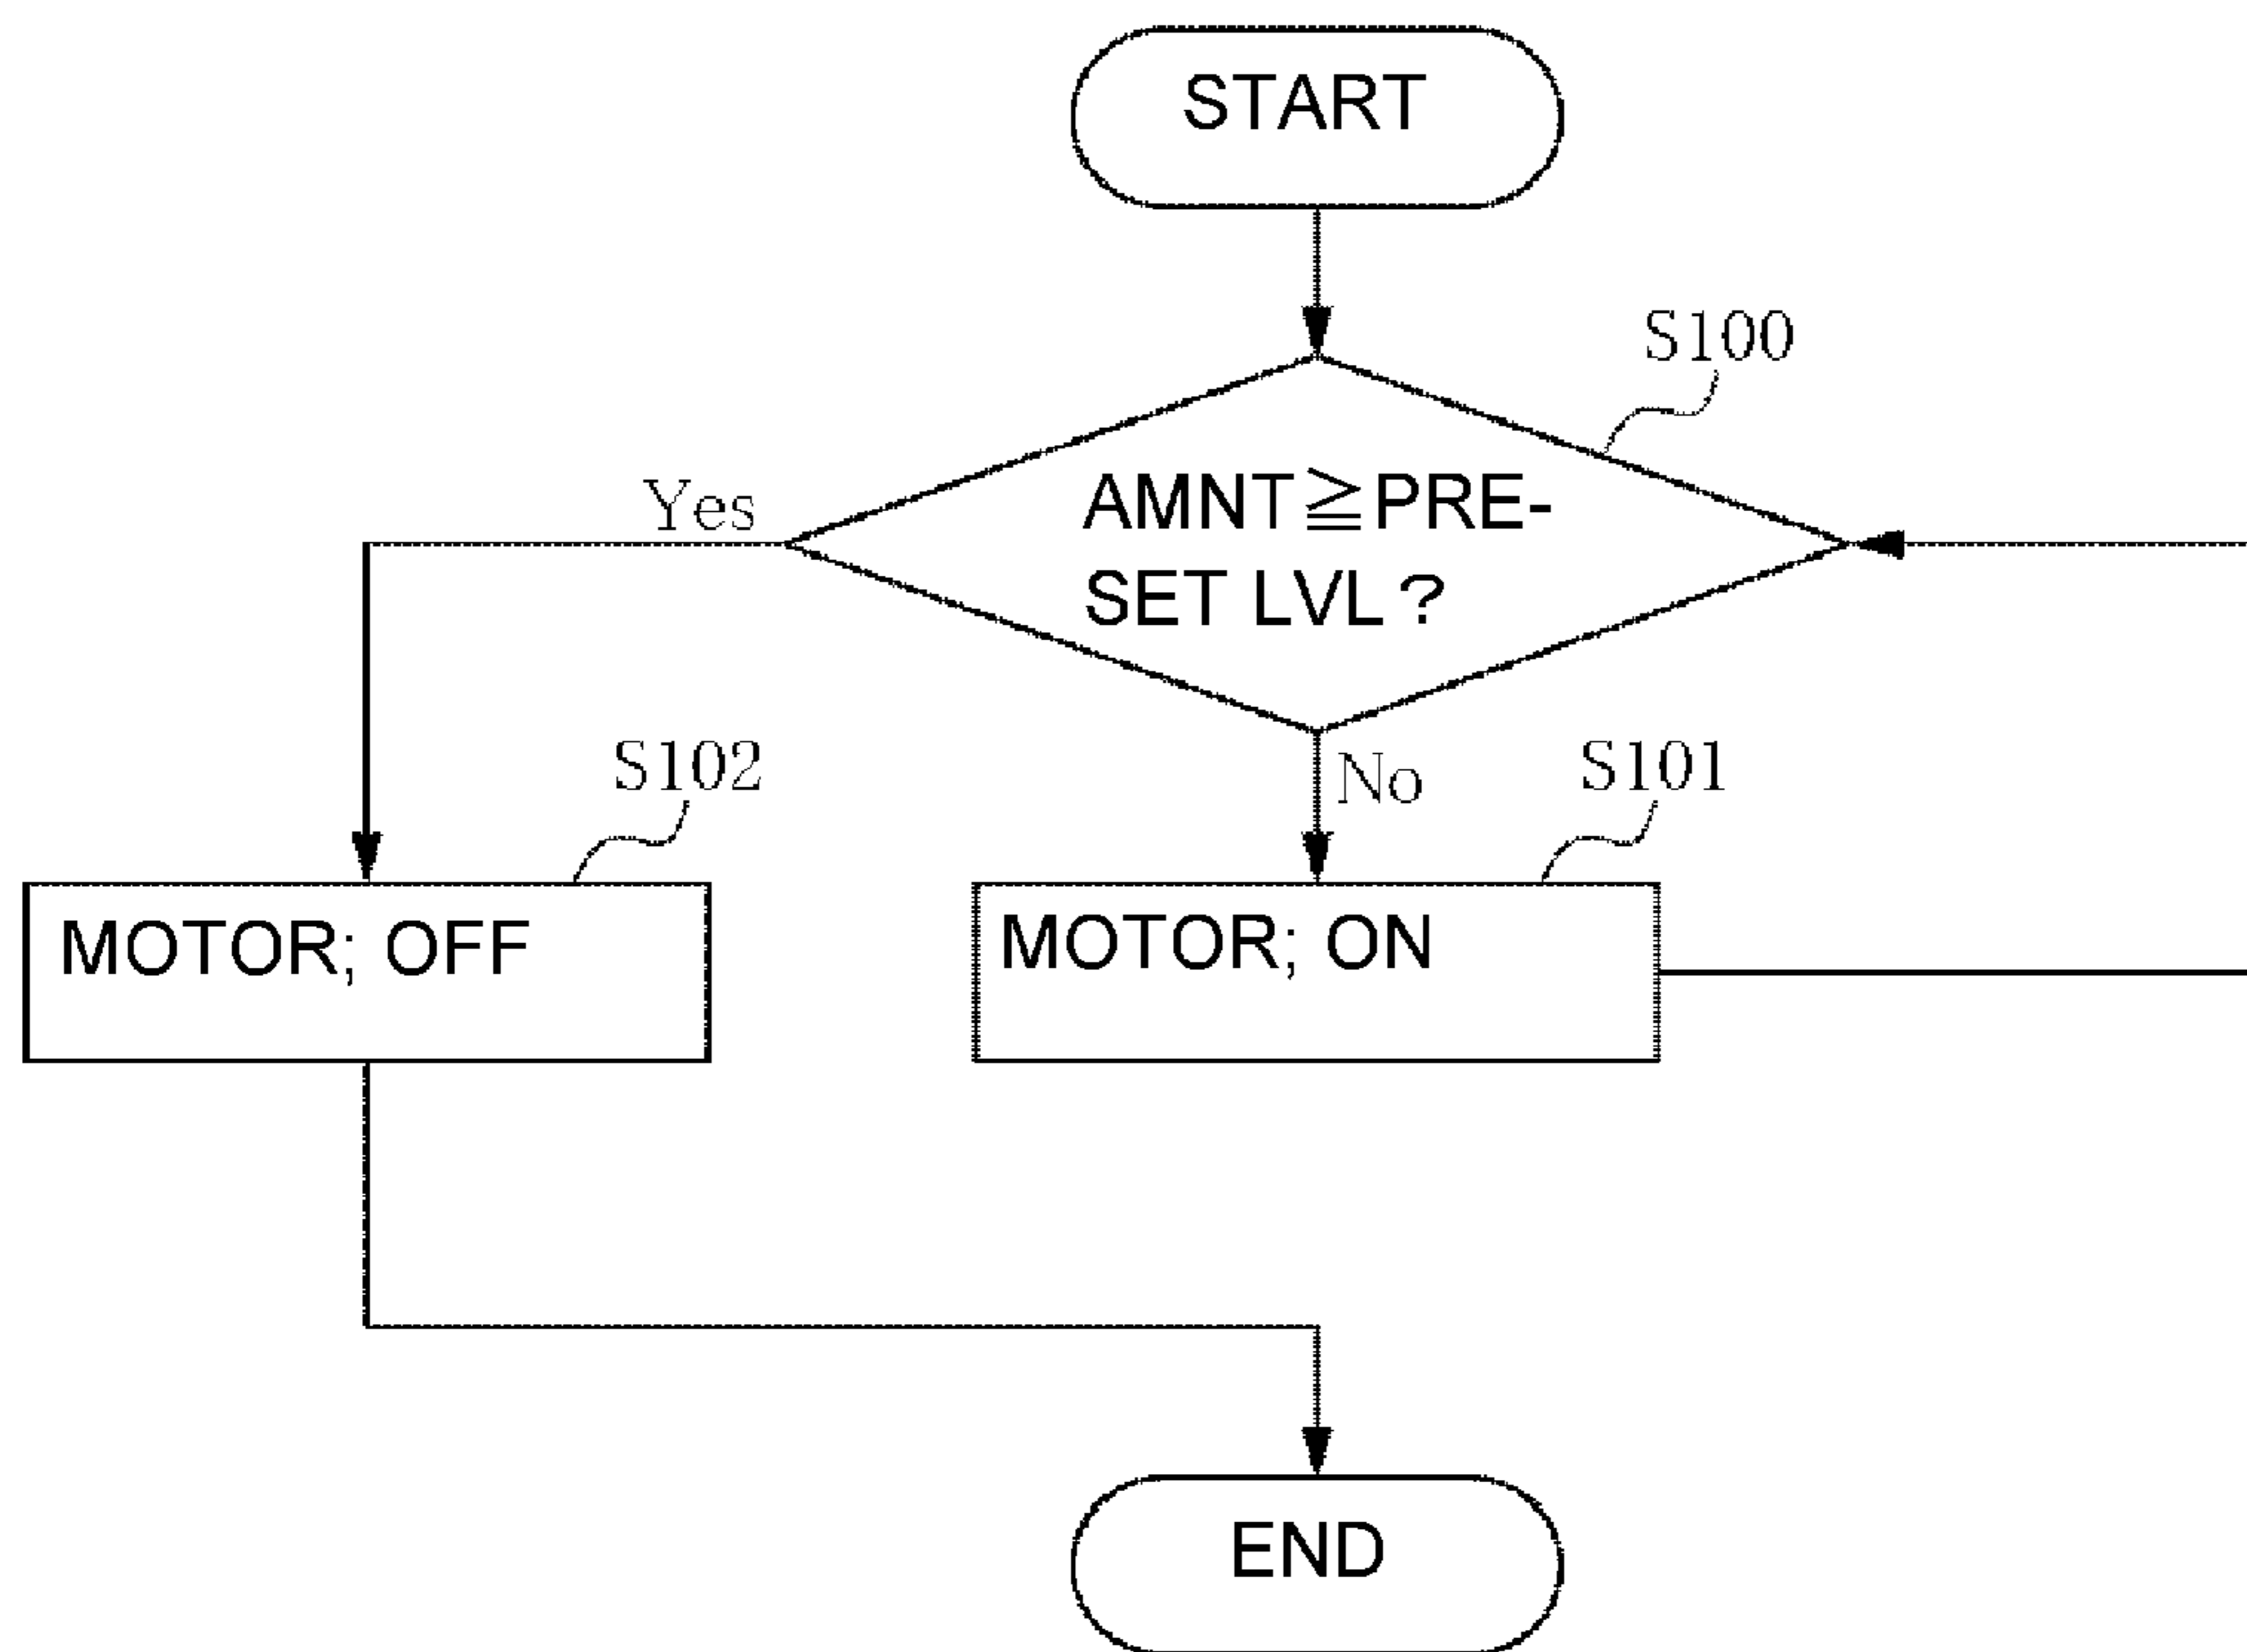 START
S100
Yes
AMNT≧PRE-
SET LVL ?
S102
No
S101
MOTOR; OFF
MOTOR; ON
END